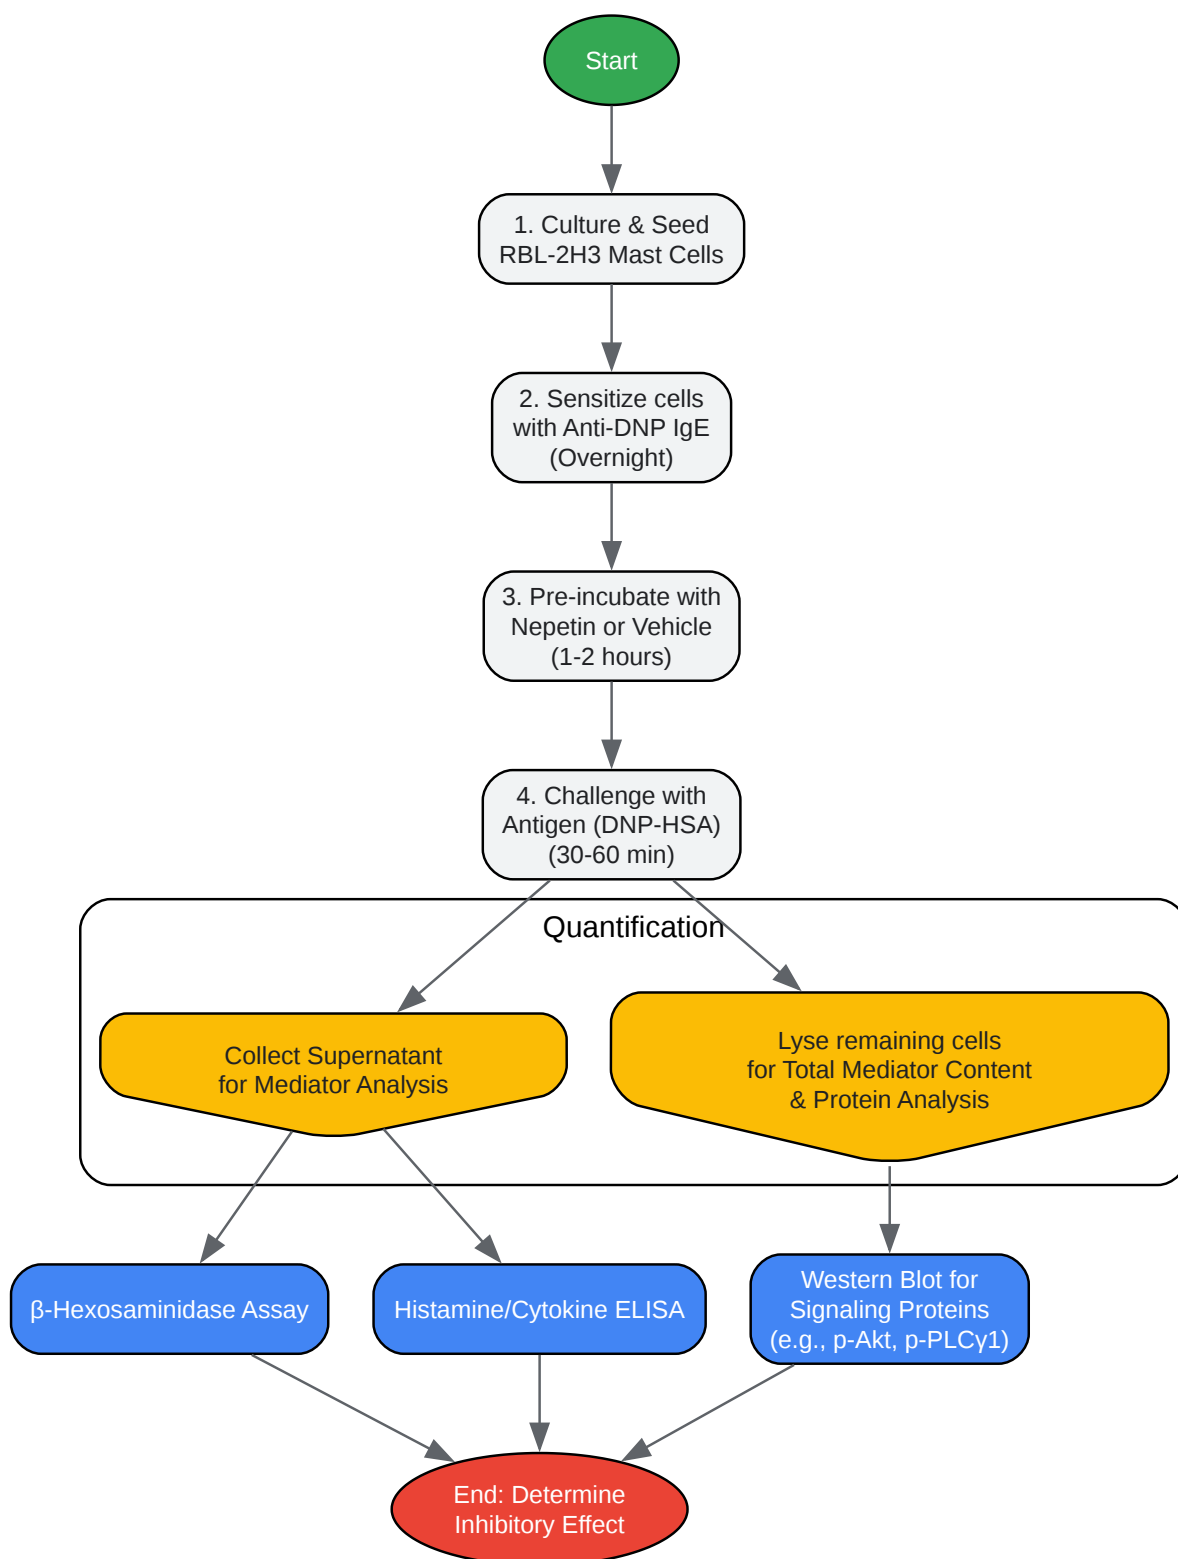 Start
1. Culture & Seed
RBL-2H3 Mast Cells
2. Sensitize cells
with Anti-DNP IgE
(Overnight)
3. Pre-incubate with
Nepetin or Vehicle
(1-2 hours)
4. Challenge with
Antigen (DNP-HSA)
(30-60 min)
Quantification
Collect Supernatant
for Mediator Analysis
Lyse remaining cells
for Total Mediator Content
& Protein Analysis
β-Hexosaminidase Assay
Histamine/Cytokine ELISA
Western Blot for
Signaling Proteins
(e.g., p-Akt, p-PLCγ1)
End: Determine
Inhibitory Effect